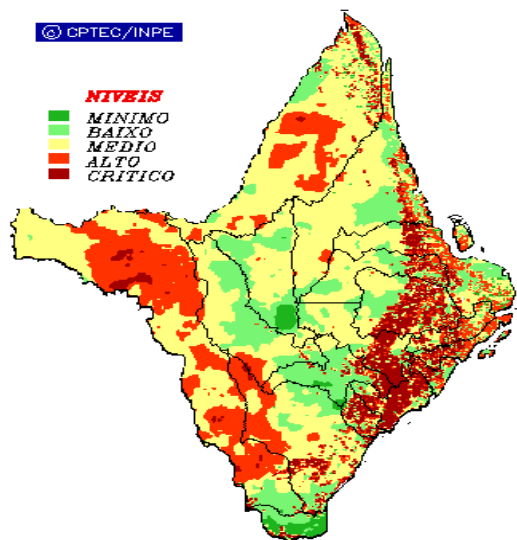 © CPTEC/INPE
NIVEIS
MINIMO
BAIXO
MEDIO
ALTO
CRITICO